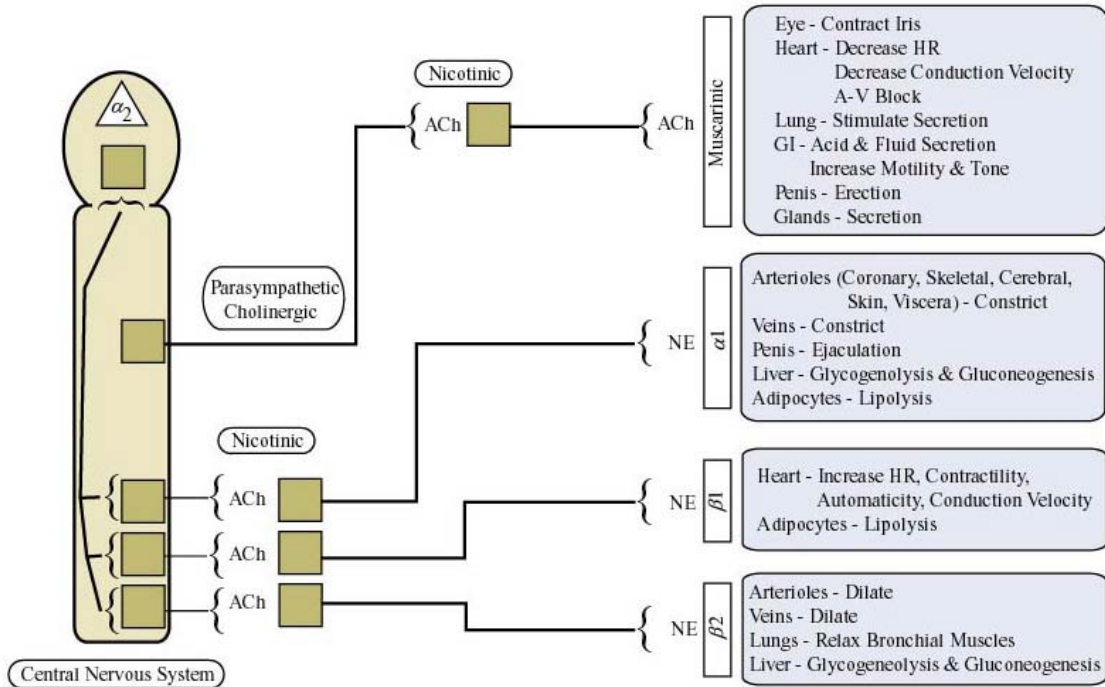 Eye - Contract Iris
Heart - Decrease HR
Decrease Conduction Velocity
A-V Block
Lung - Stimulate Secretion
GI - Acid & Fluid Secretion
Increase Motility & Tone
Penis - Erection
Glands - Secretion
Muscarinic
ACh
Nicotinic
ACh
α2
Parasympathetic
Cholinergic
Arterioles (Coronary, Skeletal, Cerebral,
Skin, Viscera) - Constrict
Veins - Constrict
Penis - Ejaculation
Liver - Glycogenolysis & Gluconeogenesis
Adipocytes - Lipolysis
α1
NE
Nicotinic
ACh
NE
β1
Heart - Increase HR, Contractility,
Automaticity, Conduction Velocity
Adipocytes - Lipolysis
ACh
ACh
NE
β2
Arterioles - Dilate
Veins - Dilate
Lungs - Relax Bronchial Muscles
Liver - Glycogeneolysis & Gluconeogenesis
Central Nervous System